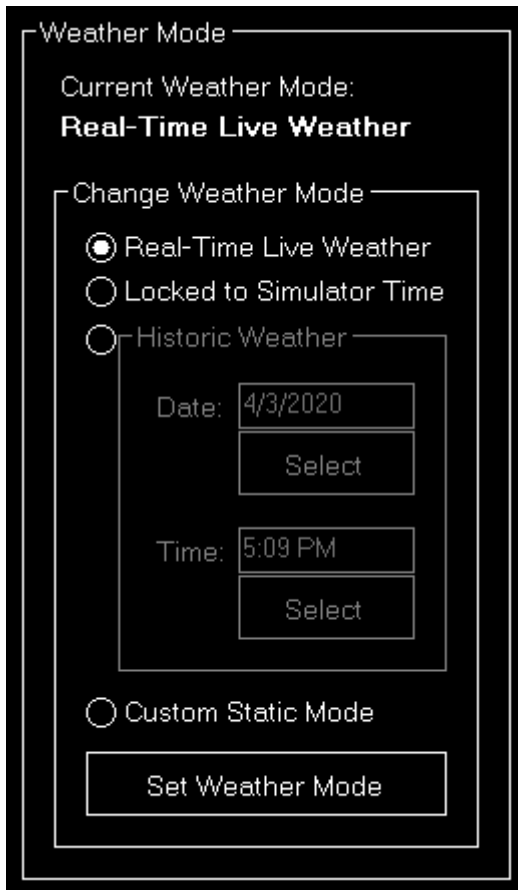 Weather Mode
Current Weather Mode:
Real-Time Live Weather
Change Weather Mode
Real-Time Live Weather
Locked to Simulator Time
Historic Weather
Date: 4/3/2020
Select
Time: 5:09 PM
Select
Custom Static Mode
Set Weather Mode